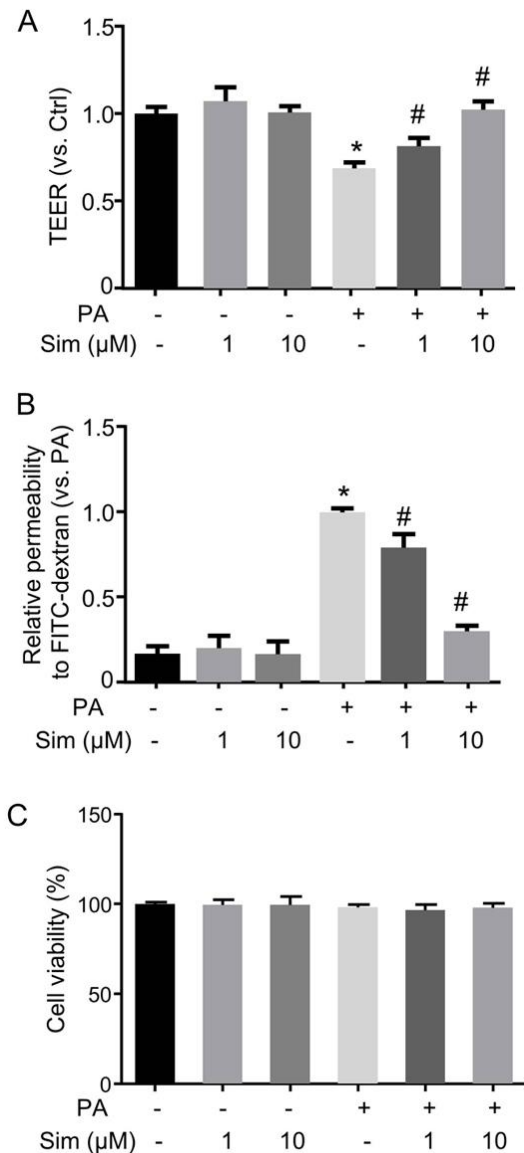 A
TEER (vs. Ctrl)
1.5
1.0
0.5
0
*
#
#
PA - - - + + +
Sim (μM) - 1 10 - 1 10
B
Relative permeability
to FITC-dextran (vs. PA)
1.5
1.0
0.5
0
*
#
#
PA - - - + + +
Sim (μM) - 1 10 - 1 10
C
Cell viability (%)
150
100
50
0
PA - - - + + +
Sim (μM) - 1 10 - 1 10